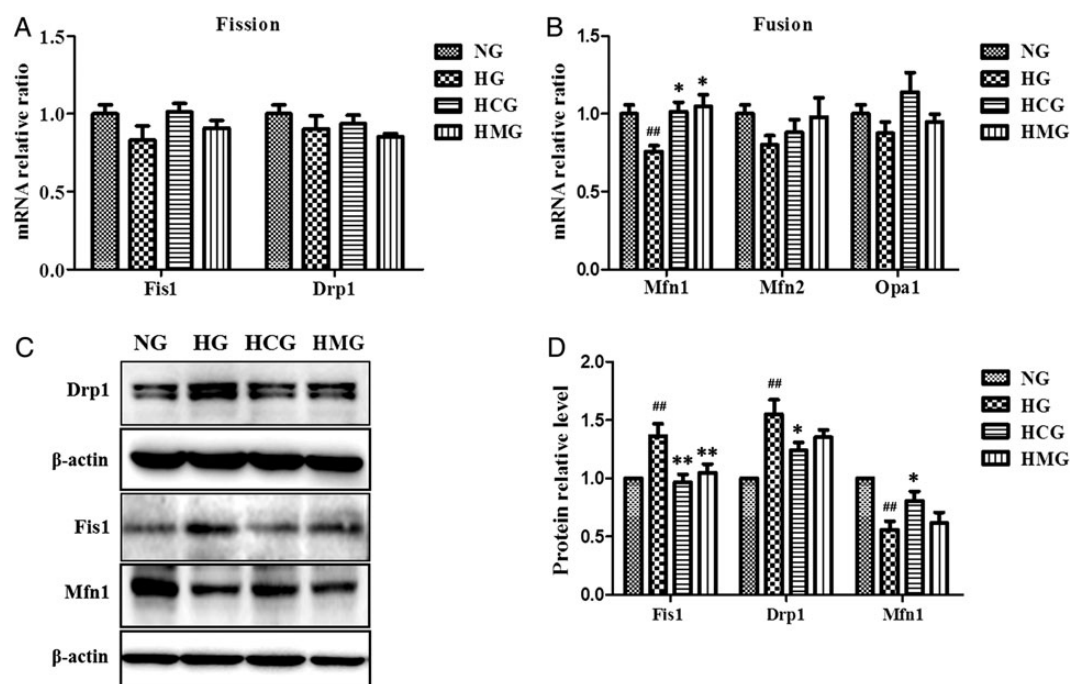 A
Fission
mRNA relative ratio
1.5
1.0
0.5
0.0
Fis1 Drp1
NG
HG
HCG
HMG
B
Fusion
mRNA relative ratio
1.5
1.0
0.5
0.0
## * *
Mfn1 Mfn2 Opa1
NG
HG
HCG
HMG
C
NG HG HCG HMG
Drp1
β-actin
Fis1
Mfn1
β-actin
D
Protein relative level
2.0
1.5
1.0
0.5
0.0
## ** ** ## * ## *
Fis1 Drp1 Mfn1
NG
HG
HCG
HMG